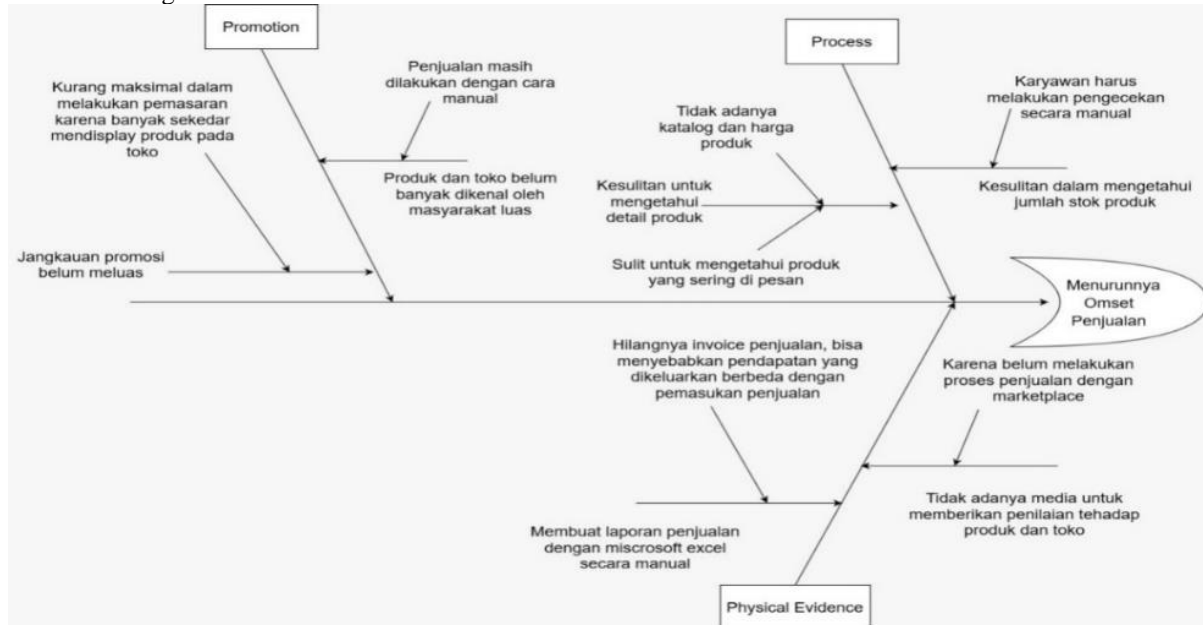 Promotion
Process
Kurang maksimal dalam
melakukan pemasaran
karena banyak sekedar
mendisplay produk pada
toko
Penjualan masih
dilakukan dengan cara
manual
Produk dan toko belum
banyak dikenal oleh
masyarakat luas
Jangkauan promosi
belum meluas
Tidak adanya
katalog dan harga
produk
Karyawan harus
melakukan pengecekan
secara manual
Kesulitan untuk
mengetahui
detail produk
Kesulitan dalam mengetahui
jumlah stok produk
Sulit untuk mengetahui produk
yang sering di pesan
Menurunnya
Omset
Penjualan
Hilangnya invoice penjualan, bisa
menyebabkan pendapatan yang
dikeluarkan berbeda dengan
pemasukan penjualan
Karena belum melakukan
proses penjualan dengan
marketplace
Membuat laporan penjualan
dengan miscrosoft excel
secara manual
Tidak adanya media untuk
memberikan penilaian tehadap
produk dan toko
Physical Evidence